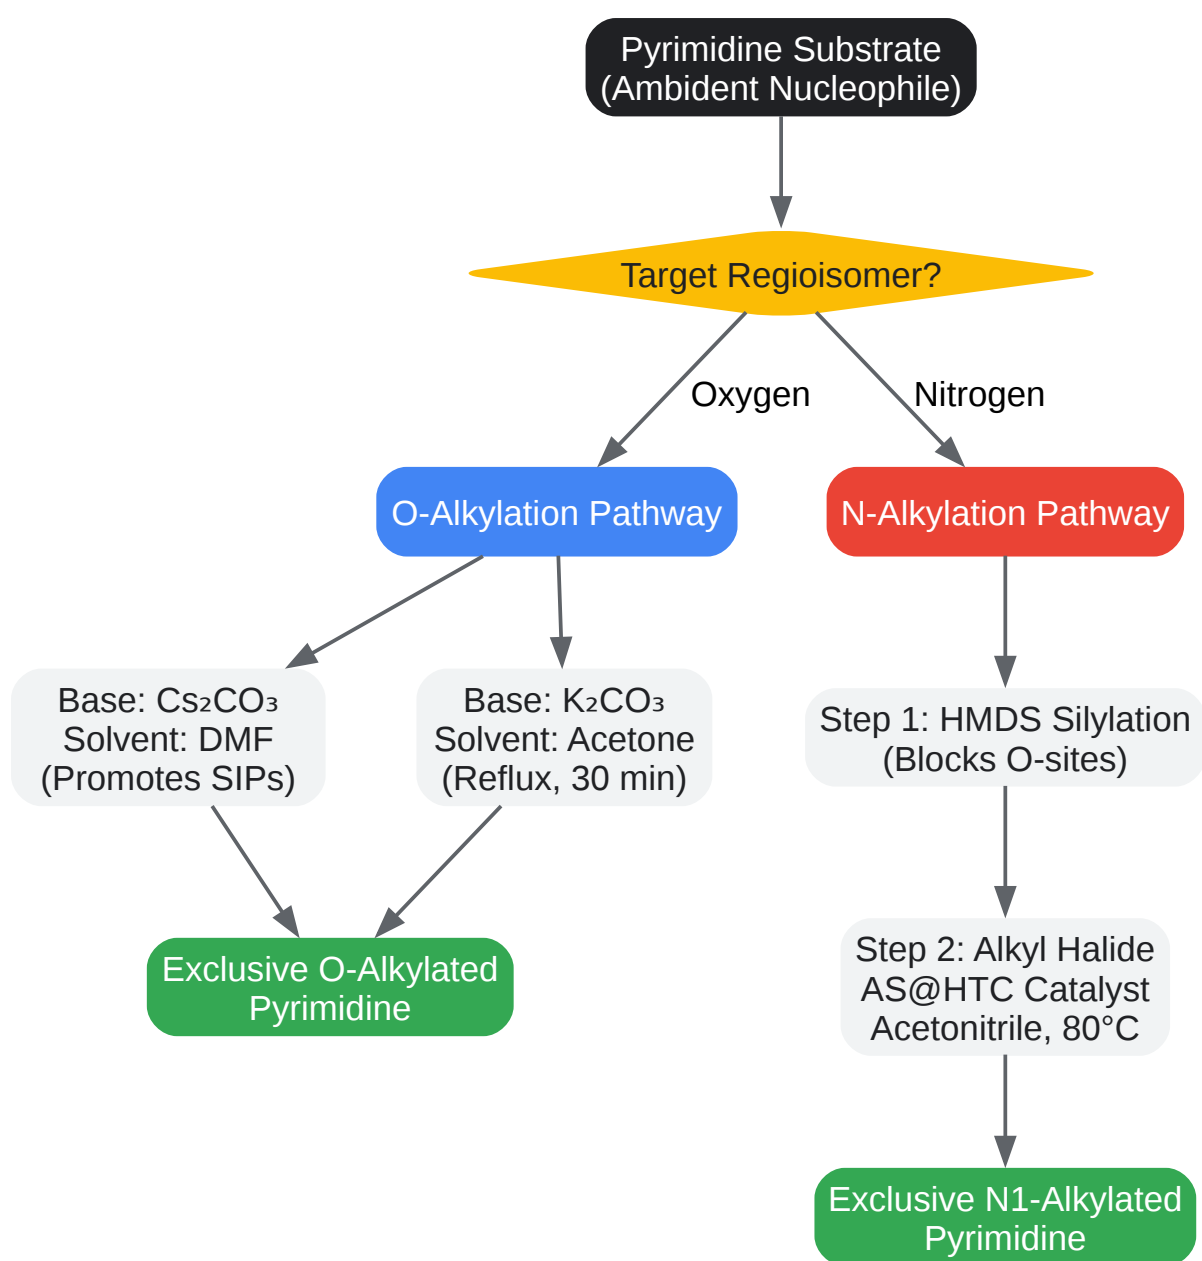 Pyrimidine Substrate
(Ambident Nucleophile)
Target Regioisomer?
Oxygen
Nitrogen
O-Alkylation Pathway
N-Alkylation Pathway
Base: Cs₂CO₃
Solvent: DMF
(Promotes SIPs)
Base: K₂CO₃
Solvent: Acetone
(Reflux, 30 min)
Step 1: HMDS Silylation
(Blocks O-sites)
Step 2: Alkyl Halide
AS@HTC Catalyst
Acetonitrile, 80°C
Exclusive O-Alkylated
Pyrimidine
Exclusive N1-Alkylated
Pyrimidine